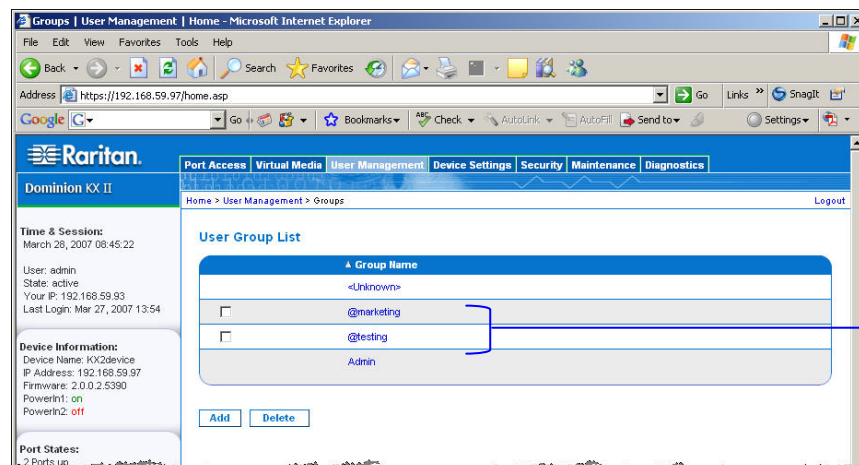 Groups | User Management | Home - Microsoft Internet Explorer
File Edit View Favorites Tools Help
Back Search Favorites
Address https://192.168.59.97/home.asp Go Links » SnagIt
Google G Go Bookmarks ABC Check AutoLink AutoFill Send to Settings
Raritan.
Port Access Virtual Media User Management Device Settings Security Maintenance Diagnostics
Dominion KX II
Home > User Management > Groups Logout
Time & Session:
March 28, 2007 08:45:22
User: admin
State: active
Your IP: 192.168.59.93
Last Login: Mar 27, 2007 13:54
Device Information:
Device Name: KX2device
IP Address: 192.168.59.97
Firmware: 2.0.0.2.5390
PowerIn1: on
PowerIn2: off
Port States:
2 Ports up
User Group List
▲ Group Name
<Unknown>
@marketing
@testing
Admin
Add Delete